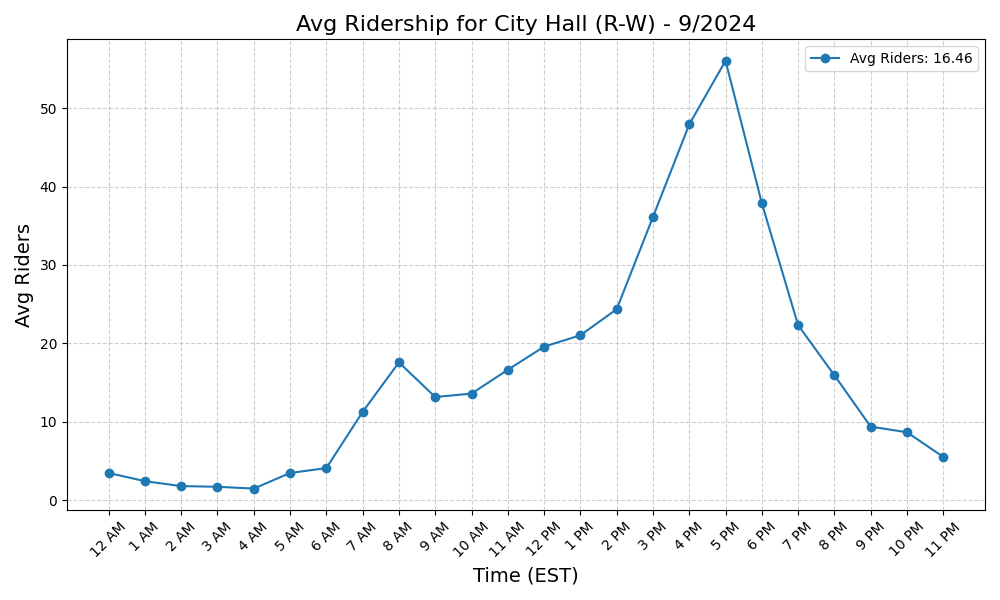 Avg Ridership for City Hall (R-W) - 9/2024
Avg Riders: 16.46
Avg Riders
50
40
30
20
10
0
12 AM
1 AM
2 AM
3 AM
4 AM
5 AM
6 AM
7 AM
8 AM
9 AM
10 AM
11 AM
12 PM
1 PM
2 PM
3 PM
4 PM
5 PM
6 PM
7 PM
8 PM
9 PM
10 PM
11 PM
Time (EST)